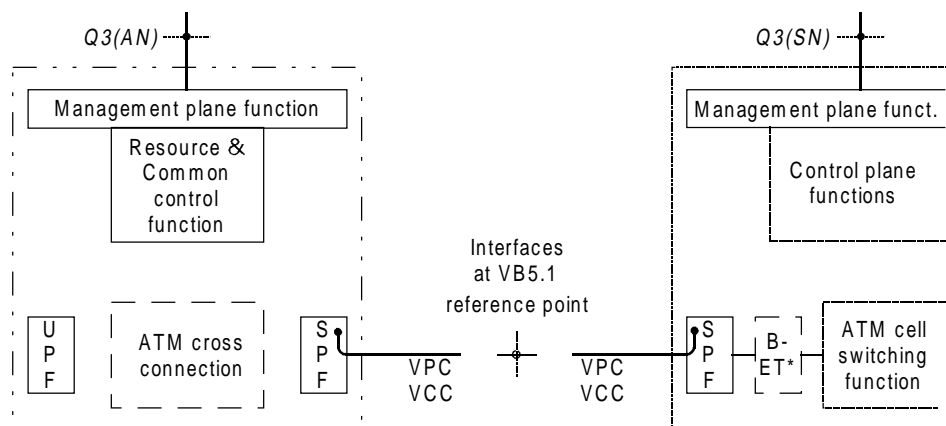 Q3(AN)
Q3(SN)
Management plane function
Management plane funct.
Resource &
Common
control
function
Control plane
functions
Interfaces
at VB5.1
reference point
U
P
F
ATM cross
connection
S
P
F
VPC
VCC
VPC
VCC
S
P
F
B-
ET*
ATM cell
switching
function